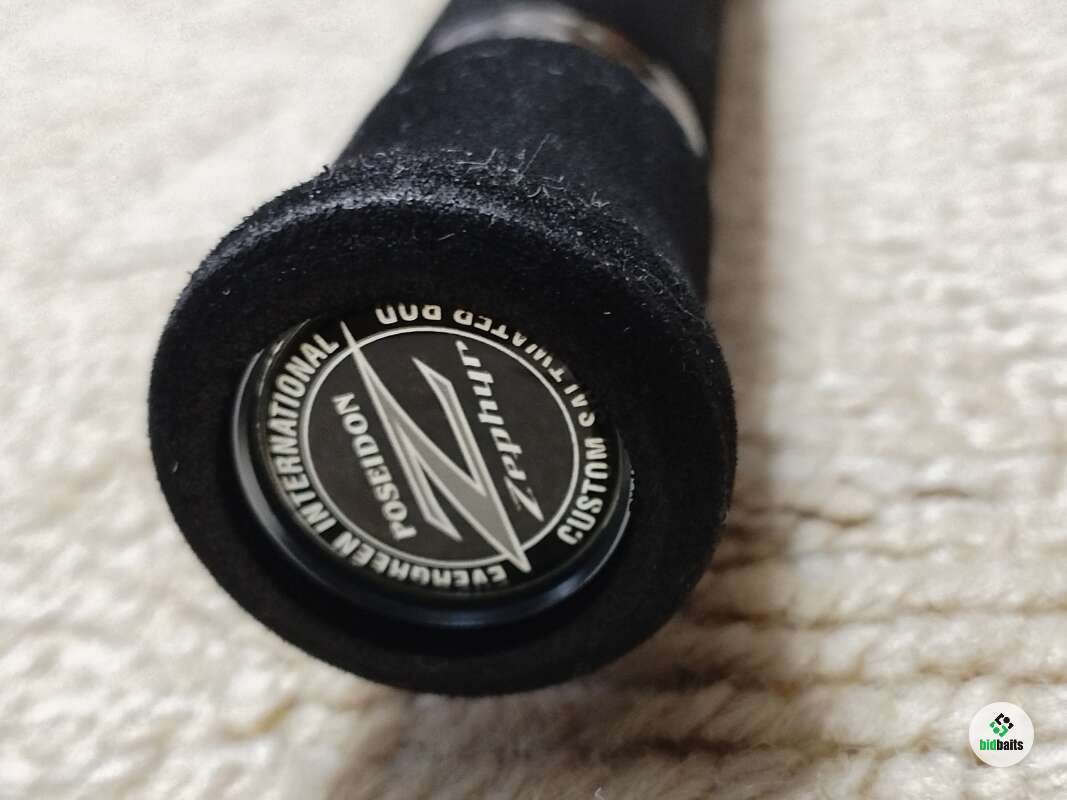 EVERGREEN INTERNATIONAL
CUSTOM SALTWATER ROD
POSEIDON
Zephyr
bidbaits